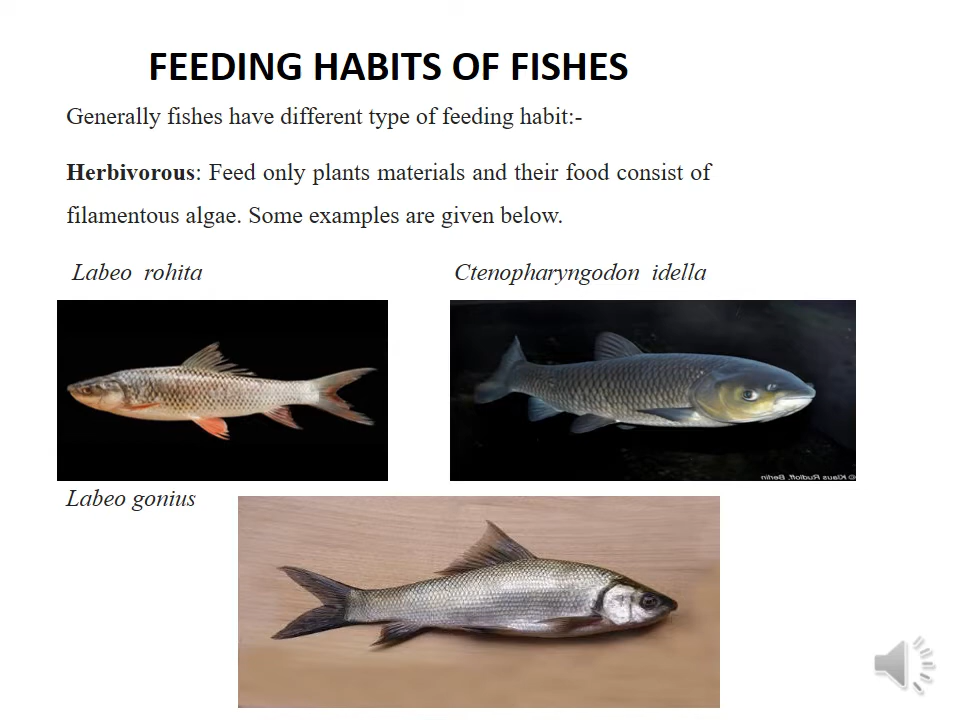 FEEDING HABITS OF FISHES
Generally fishes have different type of feeding habit:-
Herbivorous: Feed only plants materials and their food consist of
filamentous algae. Some examples are given below.
Labeo rohita
Ctenopharyngodon idella
© Klaus Rudloff, Berlin
Labeo gonius